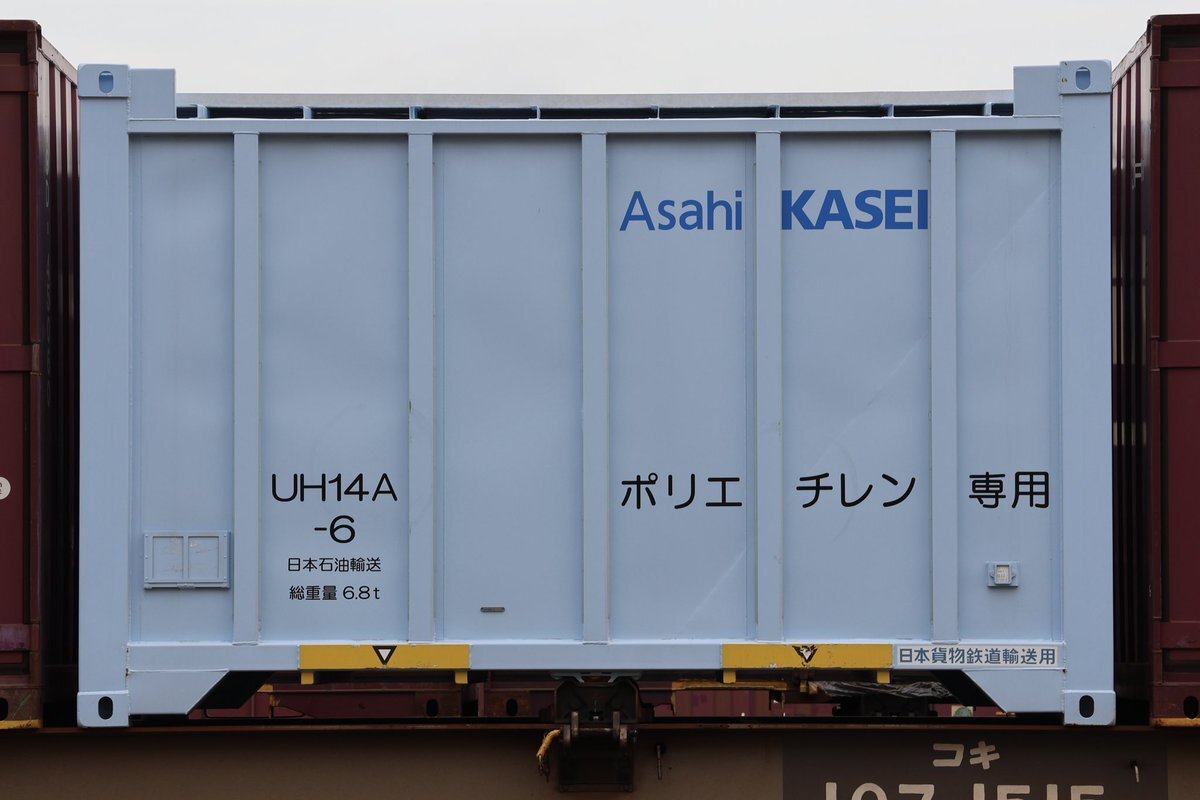 Asahi KASEI
UH14A
-6
日本石油輸送
総重量 6.8t
ポリエチレン専用
日本貨物鉄道輸送用
コキ